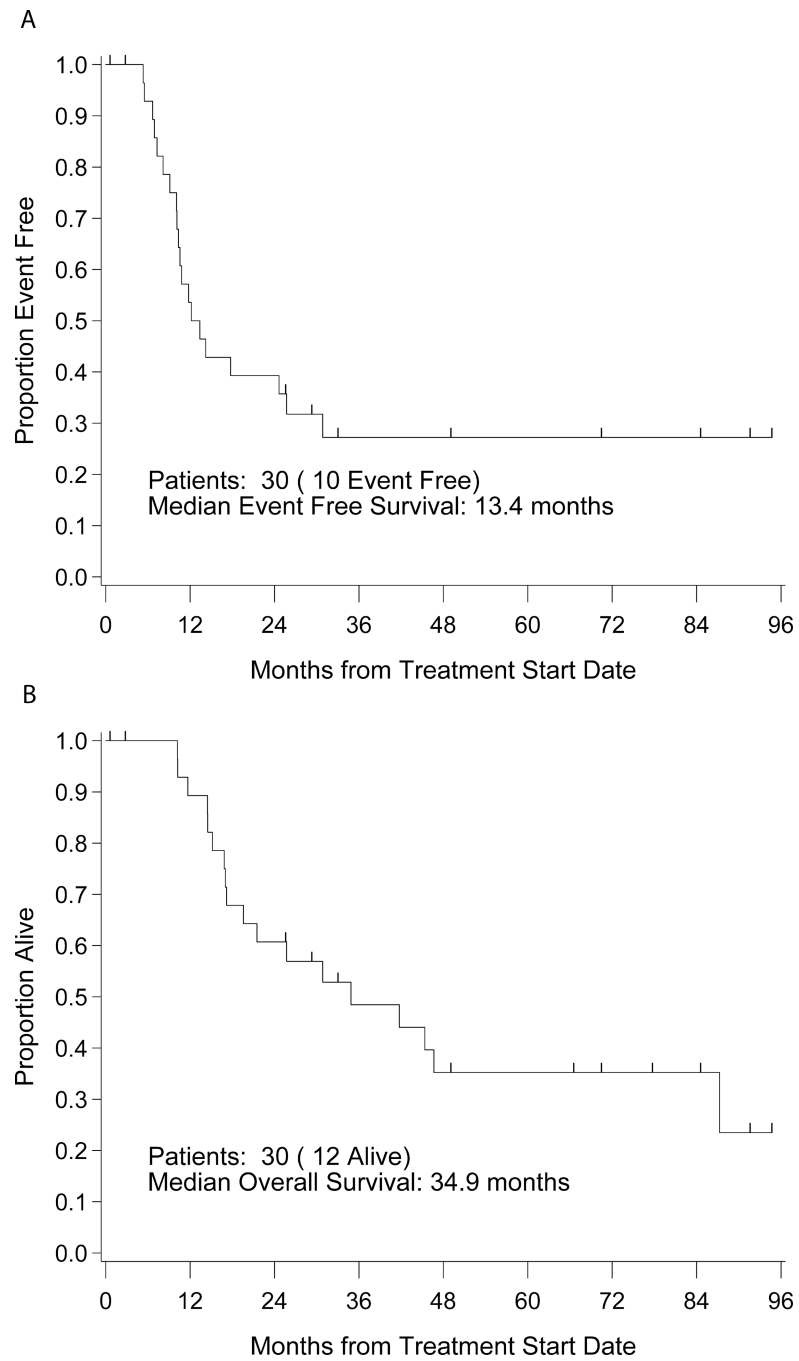 A
1.0
0.9
0.8
0.7
0.6
0.5
0.4
0.3
0.2
0.1
0.0
Proportion Event Free
Patients:  30 ( 10 Event Free)
Median Event Free Survival: 13.4 months
0 12 24 36 48 60 72 84 96
Months from Treatment Start Date
B
1.0
0.9
0.8
0.7
0.6
0.5
0.4
0.3
0.2
0.1
0.0
Proportion Alive
Patients:  30 ( 12 Alive)
Median Overall Survival: 34.9 months
0 12 24 36 48 60 72 84 96
Months from Treatment Start Date